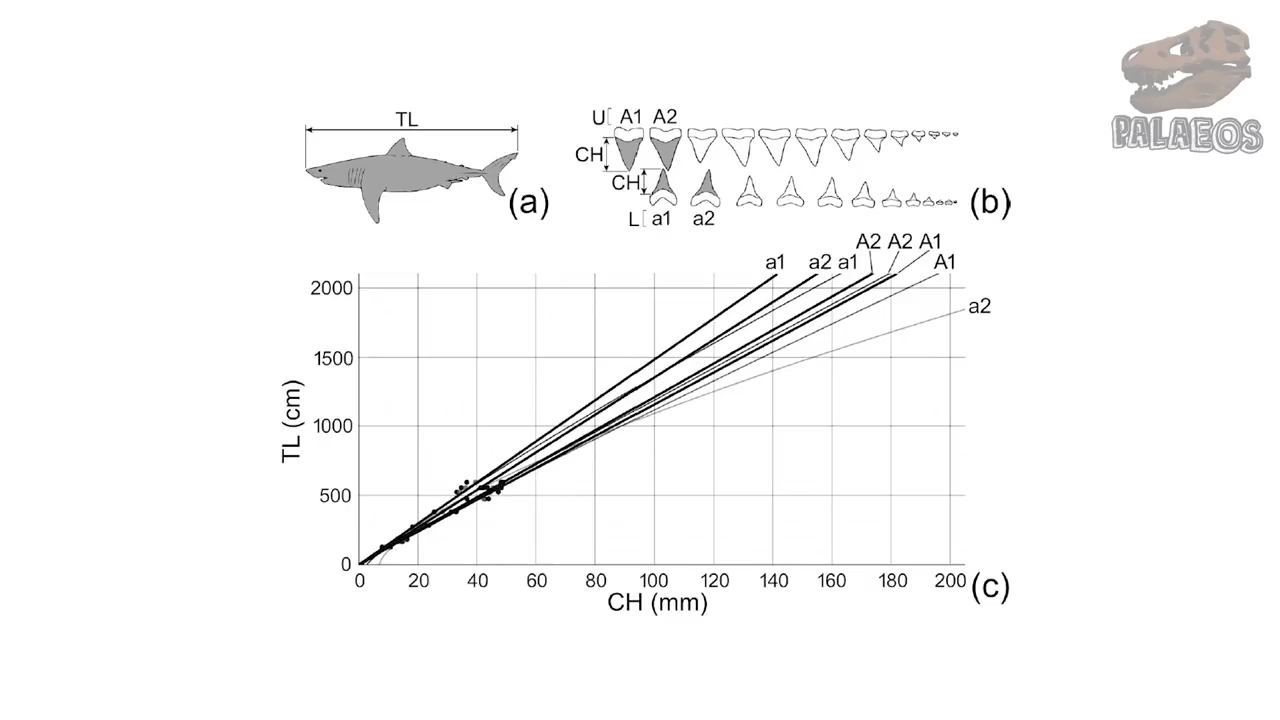 PALAEOS
TL
(a)
U A1 A2
CH
CH
L a1 a2
(b)
A2 A2 A1
a1 a2 a1 A1
a2
2000
1500
1000
500
0
TL (cm)
0 20 40 60 80 100 120 140 160 180 200
CH (mm)
(c)